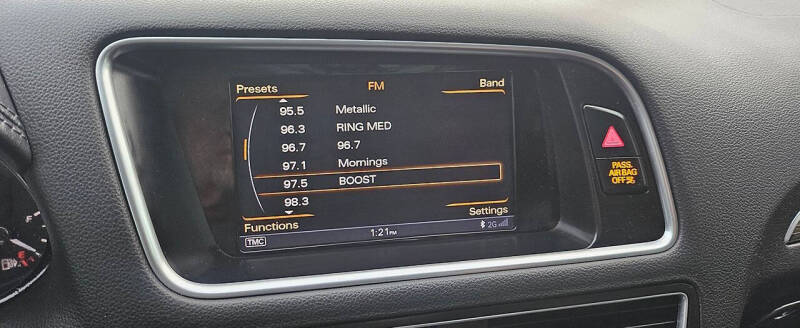 Presets FM Band
95.5 Metallic
96.3 RING MED
96.7 96.7
97.1 Mornings
97.5 BOOST
98.3
Functions Settings
TMC 1:21PM 2G
PASS.
AIR BAG
OFF
F
E